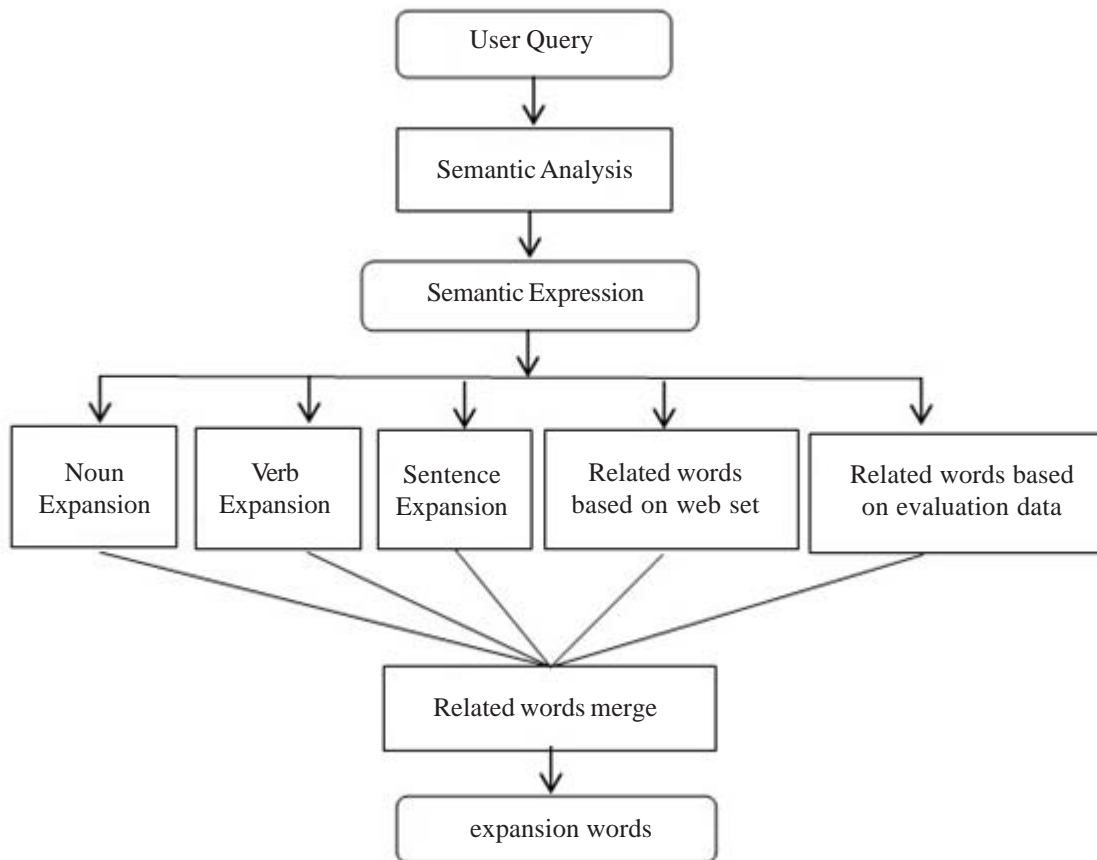 User Query
Semantic Analysis
Semantic Expression
Noun
Expansion
Verb
Expansion
Sentence
Expansion
Related words
based on web set
Related words based
on evaluation data
Related words merge
expansion words